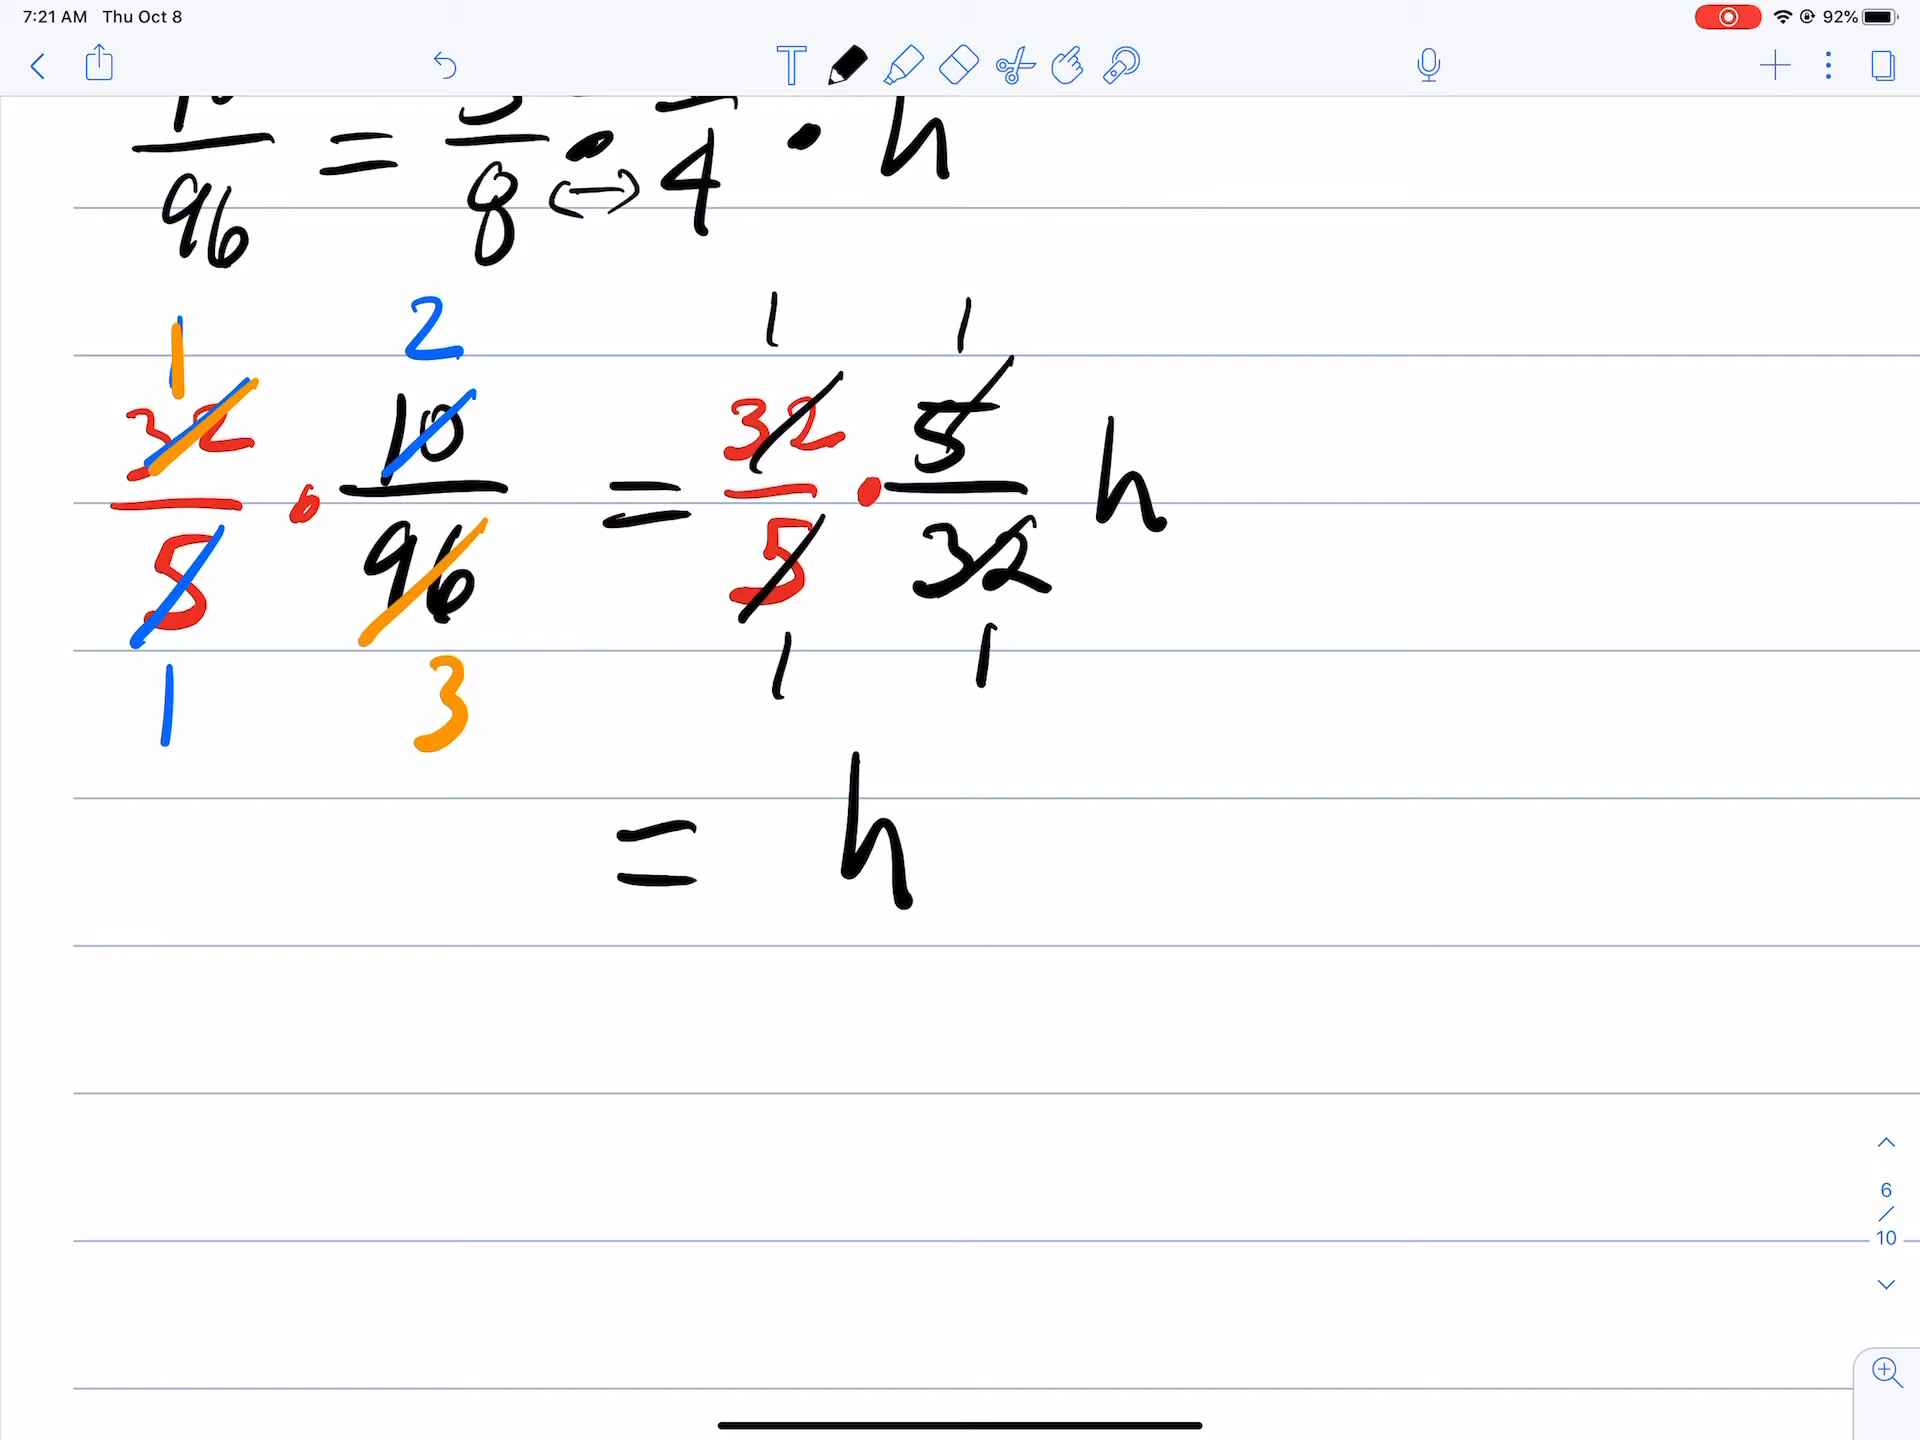 7:21 AM Thu Oct 8 92%
T
96 = 8 ↔ 4 • h
1 2 1 1
32/5 • 10/96 = 32/5 • 5/32 h
1 3 1 1
= h
6
/
10